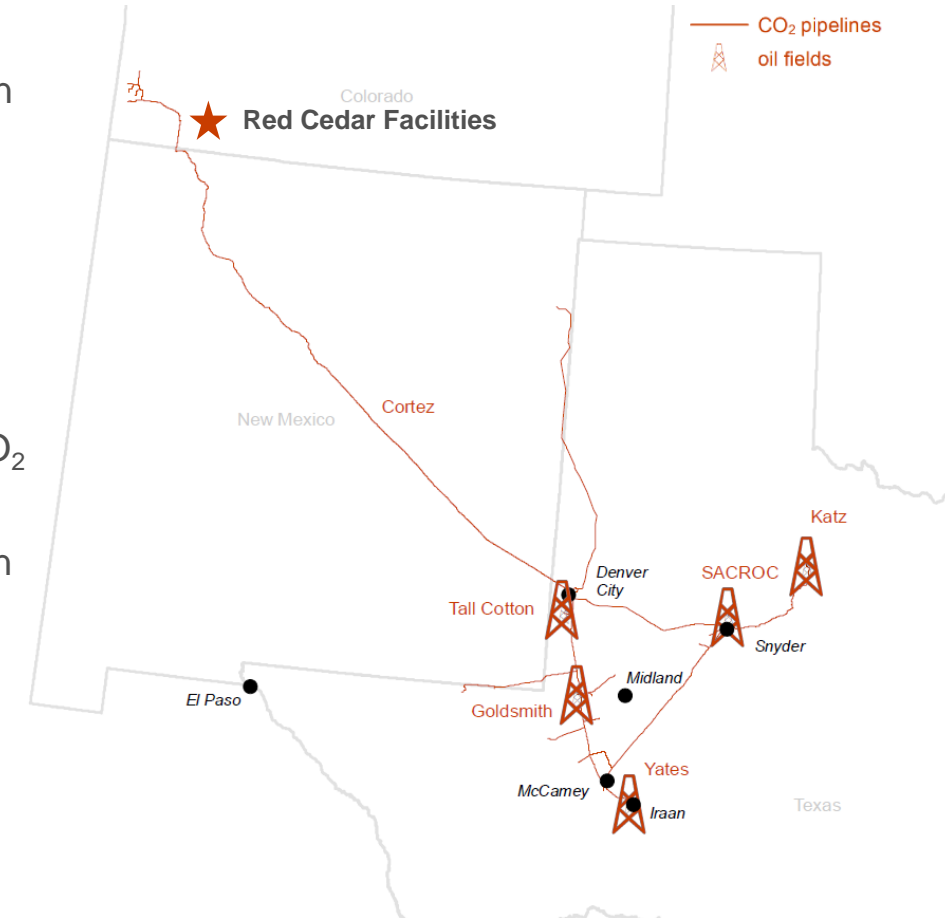 CO₂ pipelines
oil fields
Colorado
Red Cedar Facilities
New Mexico
Cortez
Katz
Denver
City
SACROC
Tall Cotton
Snyder
Midland
El Paso
Goldsmith
McCamey
Yates
Iraan
Texas